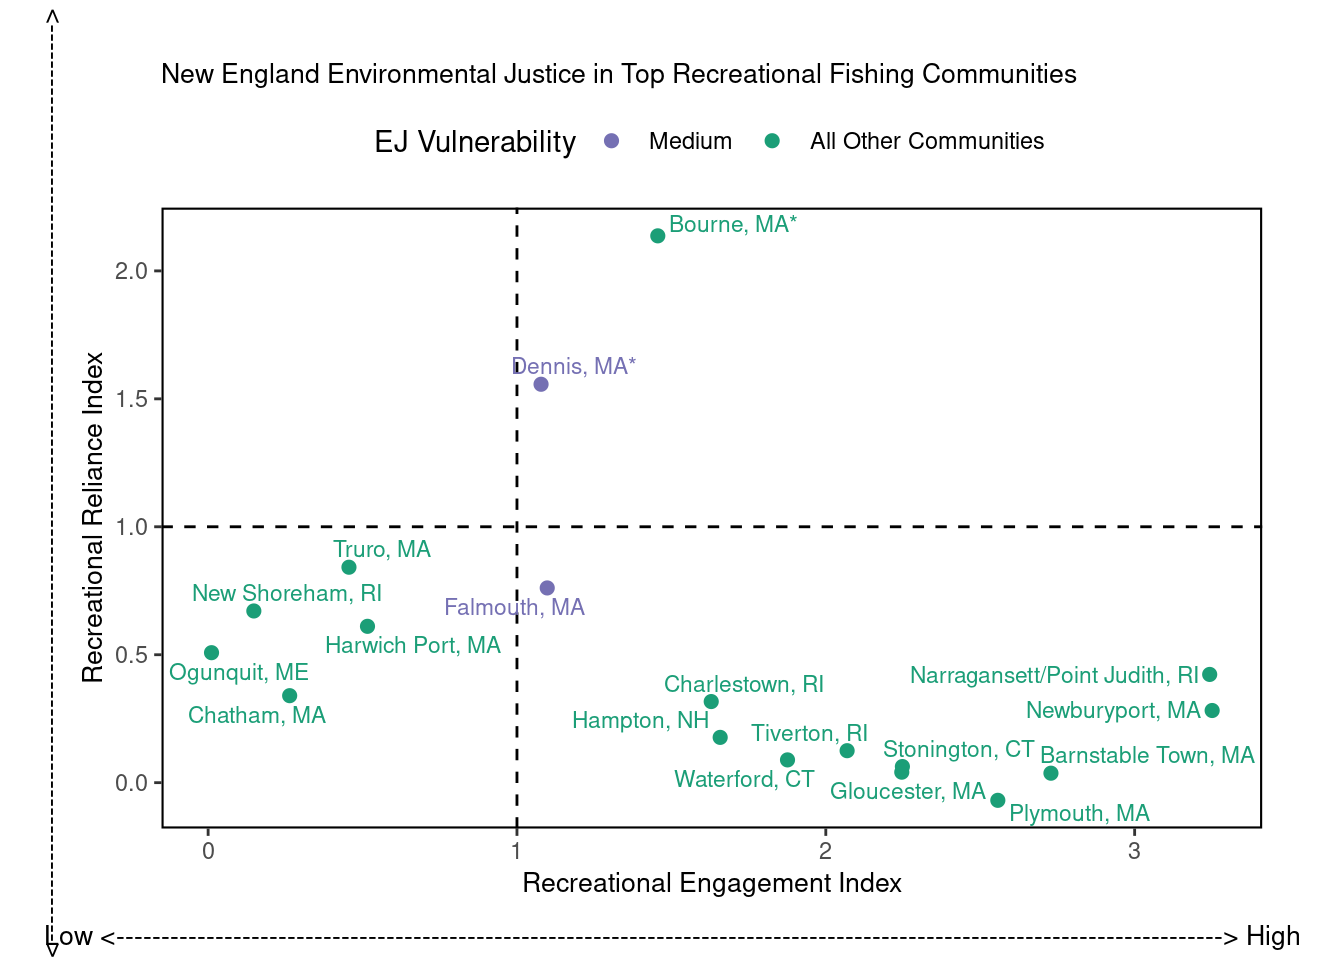 New England Environmental Justice in Top Recreational Fishing Communities
EJ Vulnerability Medium All Other Communities
Bourne, MA*
2.0
Dennis, MA*
1.5
Recreational Reliance Index
1.0
Truro, MA
New Shoreham, RI
Falmouth, MA
Harwich Port, MA
0.5
Ogunquit, ME
Narragansett/Point Judith, RI
Charlestown, RI
Chatham, MA
Newburyport, MA
Hampton, NH
Tiverton, RI
Stonington, CT
Barnstable Town, MA
Waterford, CT
0.0
Gloucester, MA
Plymouth, MA
0 1 2 3
Recreational Engagement Index
Low <----------> High